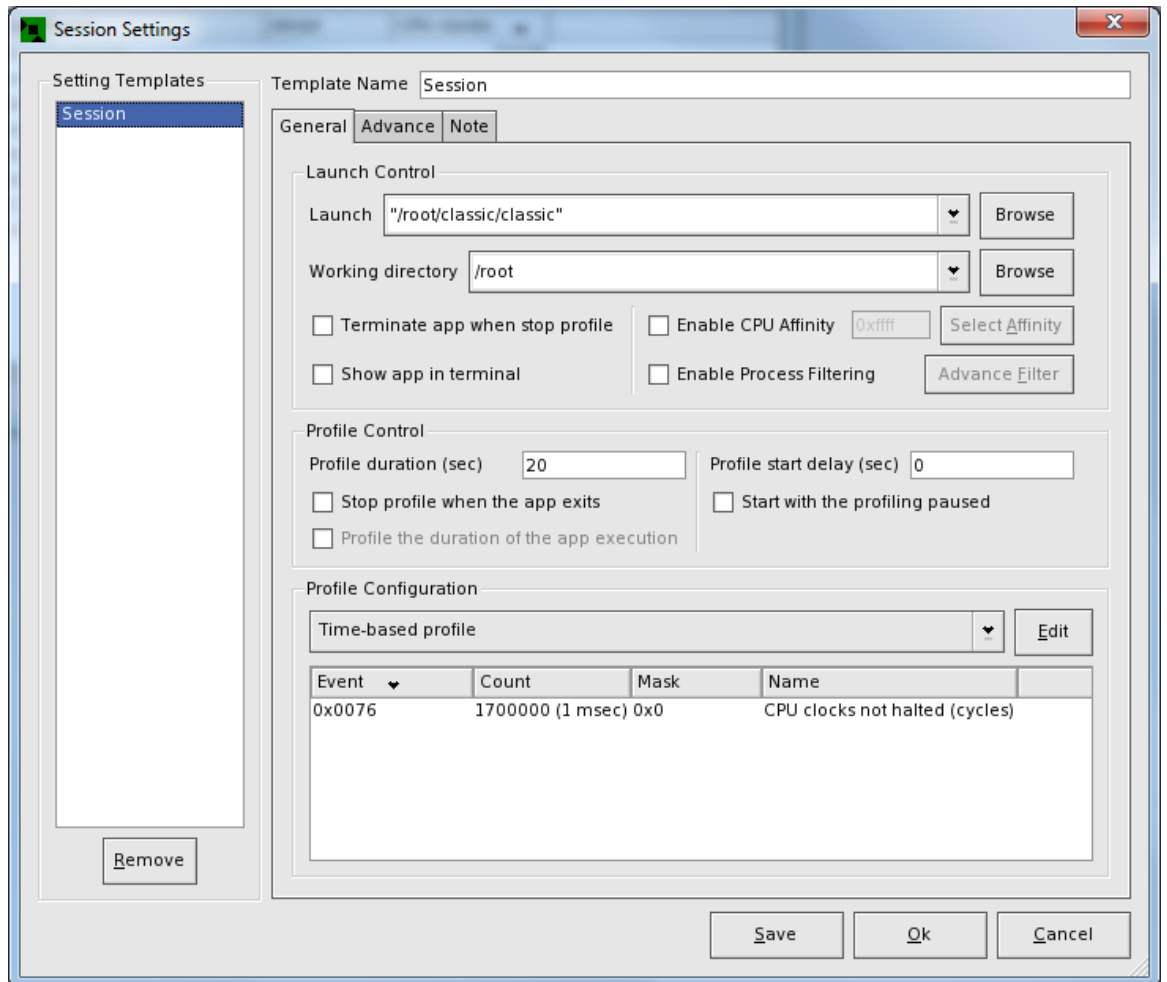 Session Settings
Setting Templates
Session
Remove
Template Name Session
General Advance Note
Launch Control
Launch "/root/classic/classic" Browse
Working directory /root Browse
Terminate app when stop profile Enable CPU Affinity 0xffff Select Affinity
Show app in terminal Enable Process Filtering Advance Filter
Profile Control
Profile duration (sec) 20 Profile start delay (sec) 0
Stop profile when the app exits Start with the profiling paused
Profile the duration of the app execution
Profile Configuration
Time-based profile Edit
Event Count Mask Name
0x0076 1700000 (1 msec) 0x0 CPU clocks not halted (cycles)
Save Ok Cancel